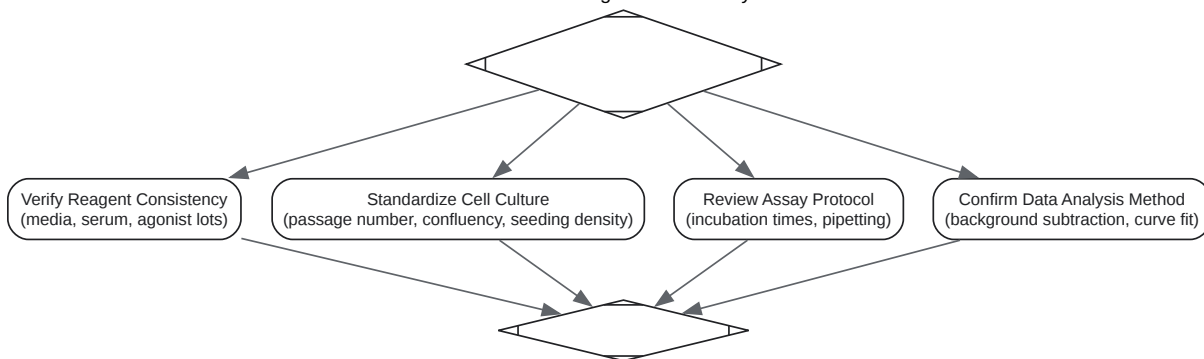 Verify Reagent Consistency
(media, serum, agonist lots)
Standardize Cell Culture
(passage number, confluency, seeding density)
Review Assay Protocol
(incubation times, pipetting)
Confirm Data Analysis Method
(background subtraction, curve fit)